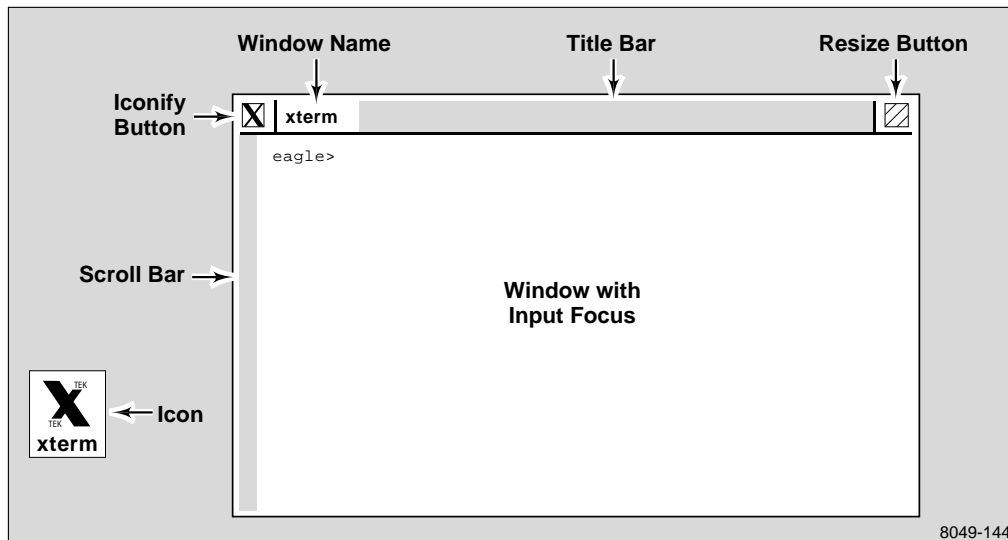 Window Name
Title Bar
Resize Button
Iconify
Button
X
xterm
eagle>
Scroll Bar
Window with
Input Focus
X
TEK
TEK
xterm
Icon
8049-144